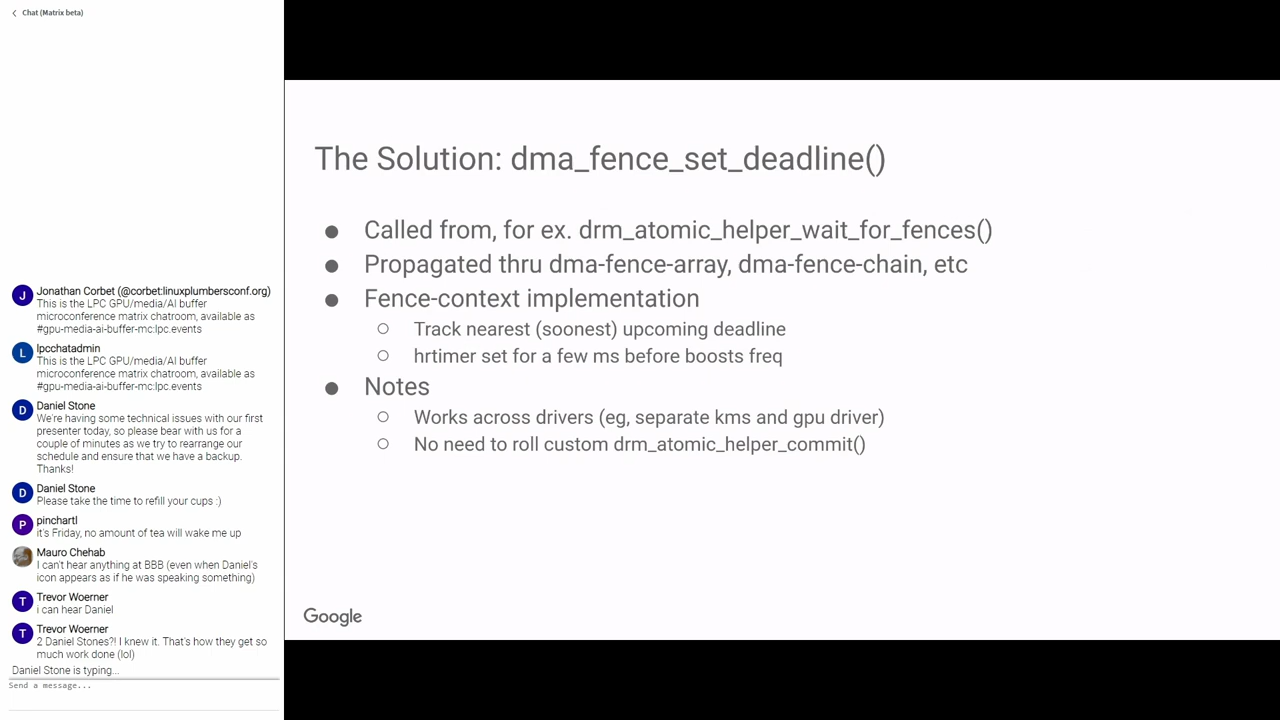 Chat (Matrix beta)
J
Jonathan Corbet (@corbet:linuxplumbersconf.org)
This is the LPC GPU/media/AI buffer
microconference matrix chatroom, available as
#gpu-media-ai-buffer-mc:lpc.events
L
lpcchatadmin
This is the LPC GPU/media/AI buffer
microconference matrix chatroom, available as
#gpu-media-ai-buffer-mc:lpc.events
D
Daniel Stone
We're having some technical issues with our first
presenter today, so please bear with us for a
couple of minutes as we try to rearrange our
schedule and ensure that we have a backup.
Thanks!
D
Daniel Stone
Please take the time to refill your cups :)
P
pinchartl
it's Friday, no amount of tea will wake me up
Mauro Chehab
I can't hear anything at BBB (even when Daniel's
icon appears as if he was speaking something)
T
Trevor Woerner
i can hear Daniel
T
Trevor Woerner
2 Daniel Stones?! I knew it. That's how they get so
much work done (lol)
Daniel Stone is typing...
Send a message...
The Solution: dma_fence_set_deadline()
● Called from, for ex. drm_atomic_helper_wait_for_fences()
● Propagated thru dma-fence-array, dma-fence-chain, etc
● Fence-context implementation
○ Track nearest (soonest) upcoming deadline
○ hrtimer set for a few ms before boosts freq
● Notes
○ Works across drivers (eg, separate kms and gpu driver)
○ No need to roll custom drm_atomic_helper_commit()
Google